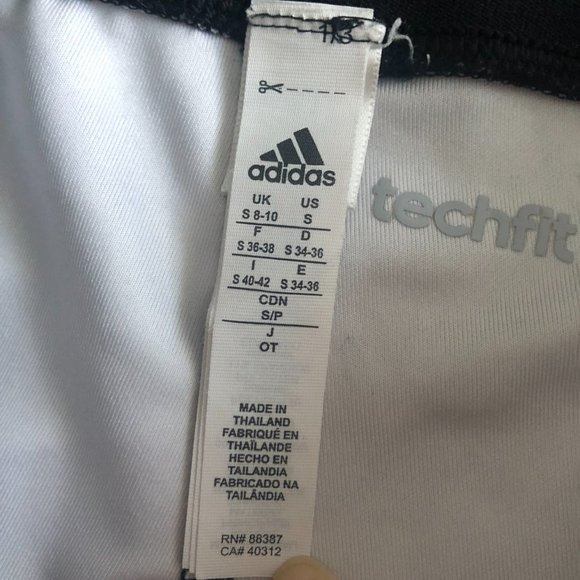 adidas
UK US
S 8-10 S
F D
S 36-38 S 34-36
I E
S 40-42 S 34-36
CDN
S/P
J
OT
MADE IN
THAILAND
FABRIQUÉ EN
THAÏLANDE
HECHO EN
TAILANDIA
FABRICADO NA
TAILÂNDIA
RN# 88387
CA# 40312
techfit